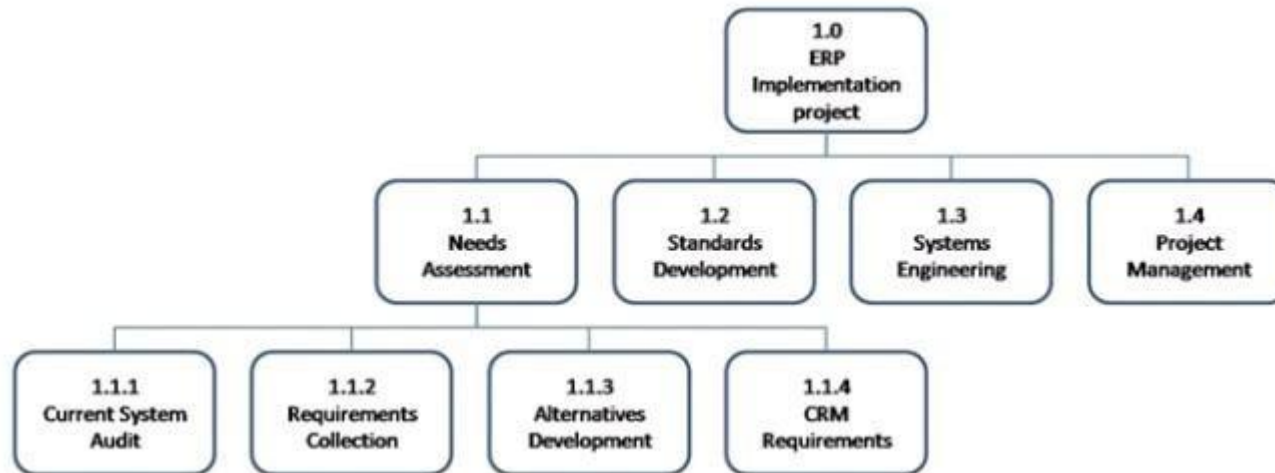 1.0
ERP
Implementation
project
1.1
Needs
Assessment
1.2
Standards
Development
1.3
Systems
Engineering
1.4
Project
Management
1.1.1
Current System
Audit
1.1.2
Requirements
Collection
1.1.3
Alternatives
Development
1.1.4
CRM
Requirements